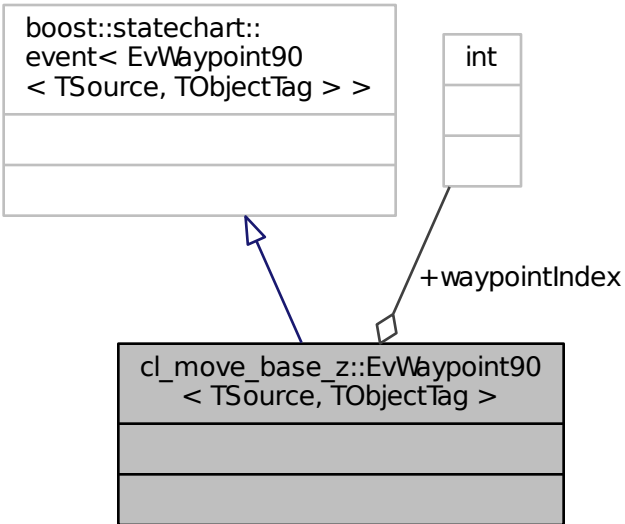 boost::statechart::
event< EvWaypoint90
< TSource, TObjectTag > >
int
+waypointIndex
cl_move_base_z::EvWaypoint90
< TSource, TObjectTag >